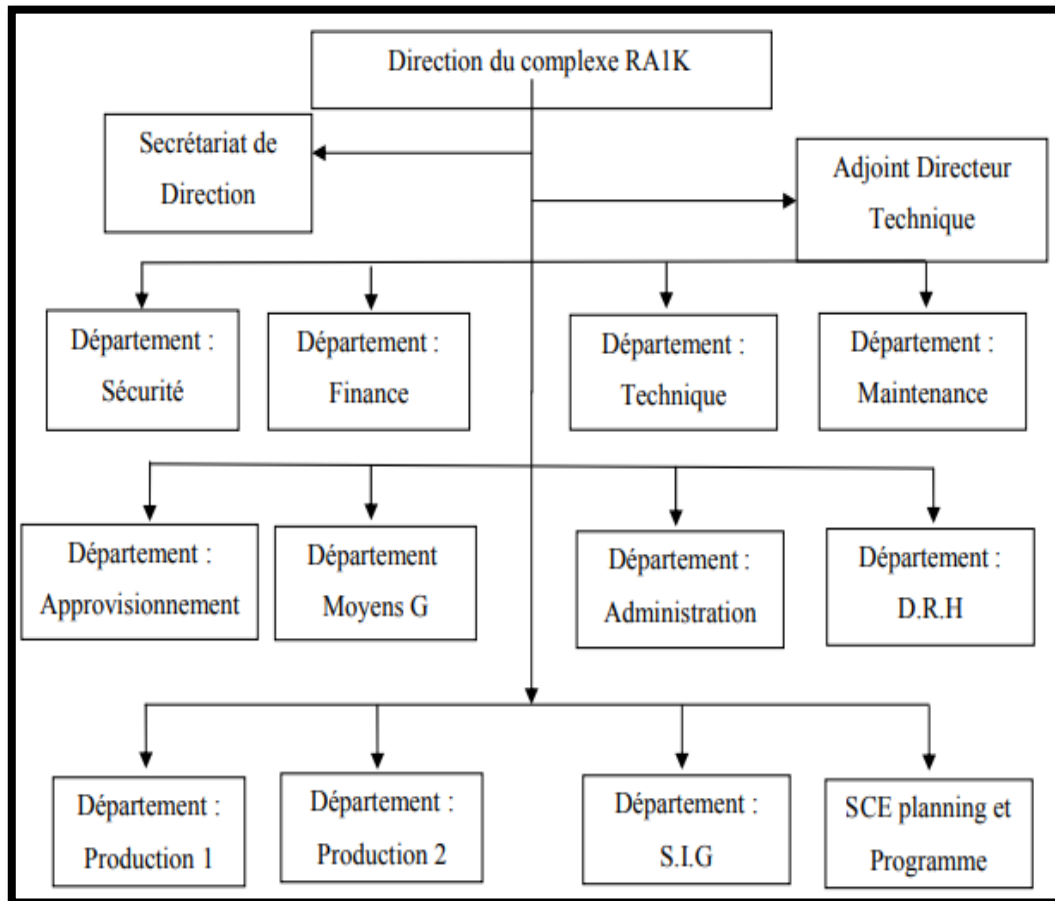 Direction du complexe RA1K
Secrétariat de
Direction
Adjoint Directeur
Technique
Département :
Sécurité
Département :
Finance
Département :
Technique
Département :
Maintenance
Département :
Approvisionnement
Département
Moyens G
Département :
Administration
Département :
D.R.H
Département :
Production 1
Département :
Production 2
Département :
S.I.G
SCE planning et
Programme